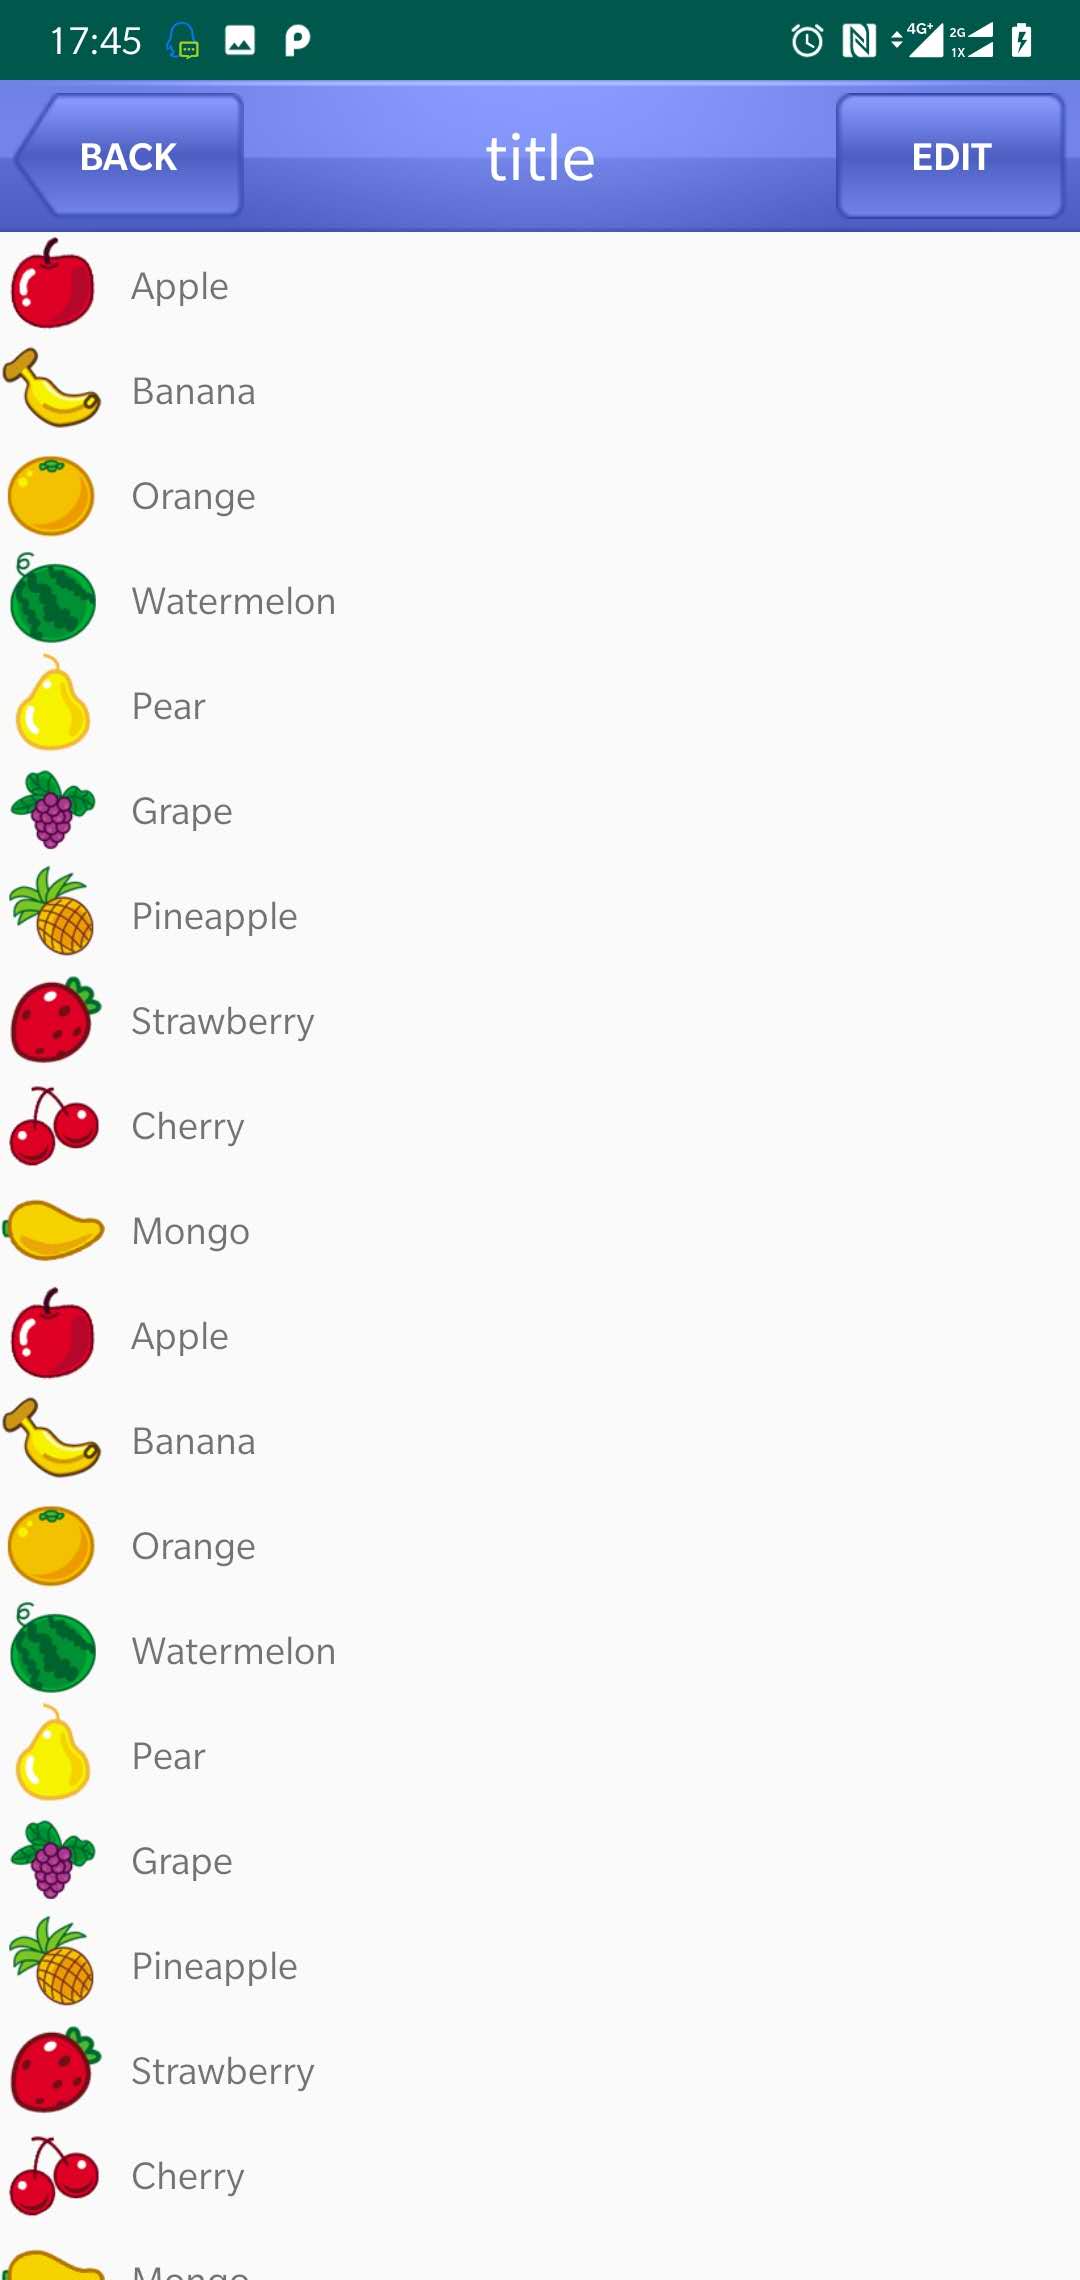 17:45 4G+ 2G 1X
BACK title EDIT
Apple
Banana
Orange
Watermelon
Pear
Grape
Pineapple
Strawberry
Cherry
Mongo
Apple
Banana
Orange
Watermelon
Pear
Grape
Pineapple
Strawberry
Cherry
Mongo